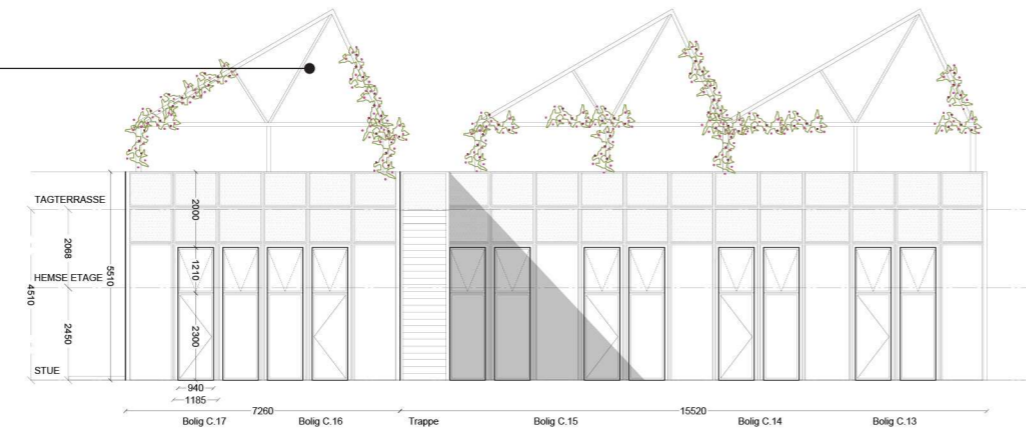 TAGTERRASSE
2000
2068
5510
HEMSE ETAGE
1210
4510
2450
2300
STUE
940
1185
7260
15520
Bolig C.17 Bolig C.16 Trappe Bolig C.15 Bolig C.14 Bolig C.13